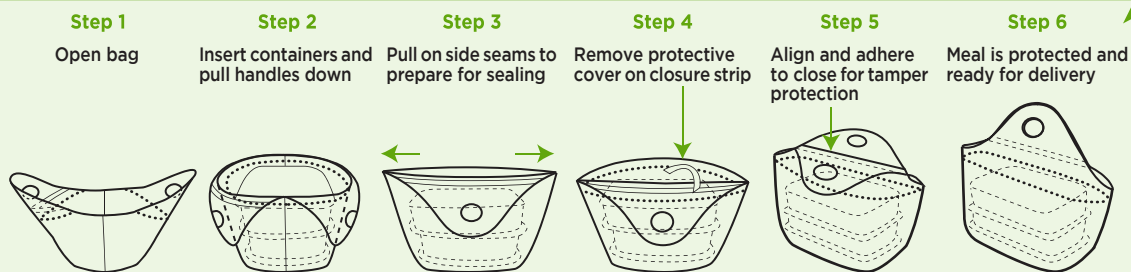 Step 1
Open bag
Step 2
Insert containers and
pull handles down
Step 3
Pull on side seams to
prepare for sealing
Step 4
Remove protective
cover on closure strip
Step 5
Align and adhere
to close for tamper
protection
Step 6
Meal is protected and
ready for delivery